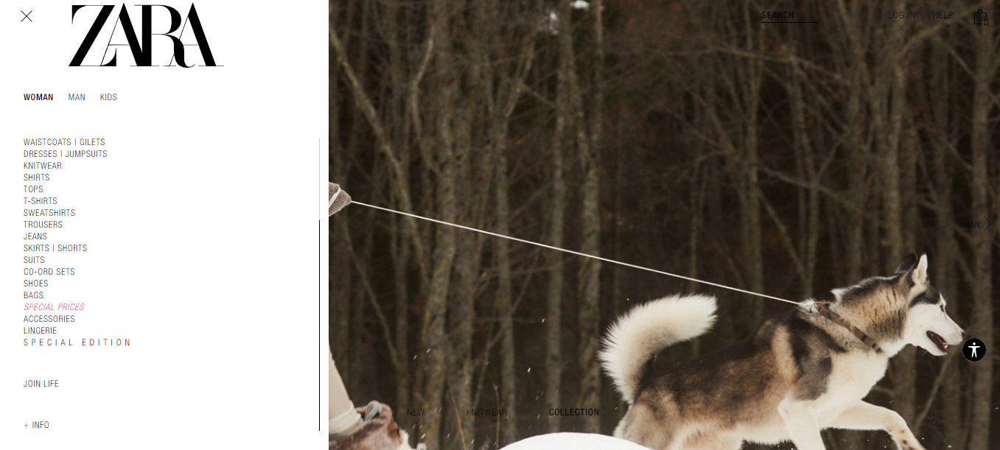 ZARA
SEARCH
LOG IN
HELP
WOMAN MAN KIDS
WAISTCOATS | GILETS
DRESSES | JUMPSUITS
KNITWEAR
SHIRTS
TOPS
T-SHIRTS
SWEATSHIRTS
TROUSERS
JEANS
SKIRTS | SHORTS
SUITS
CO-ORD SETS
SHOES
BAGS
SPECIAL PRICES
ACCESSORIES
LINGERIE
SPECIAL EDITION
JOIN LIFE
+ INFO
MAN
NEW KNITWEAR COLLECTION